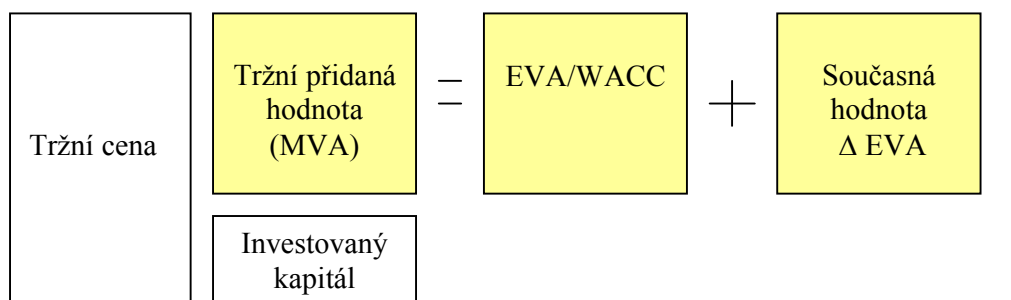 Tržní cena
Tržní přidaná
hodnota
(MVA)
=
EVA/WACC
+
Současná
hodnota
Δ EVA
Investovaný
kapitál